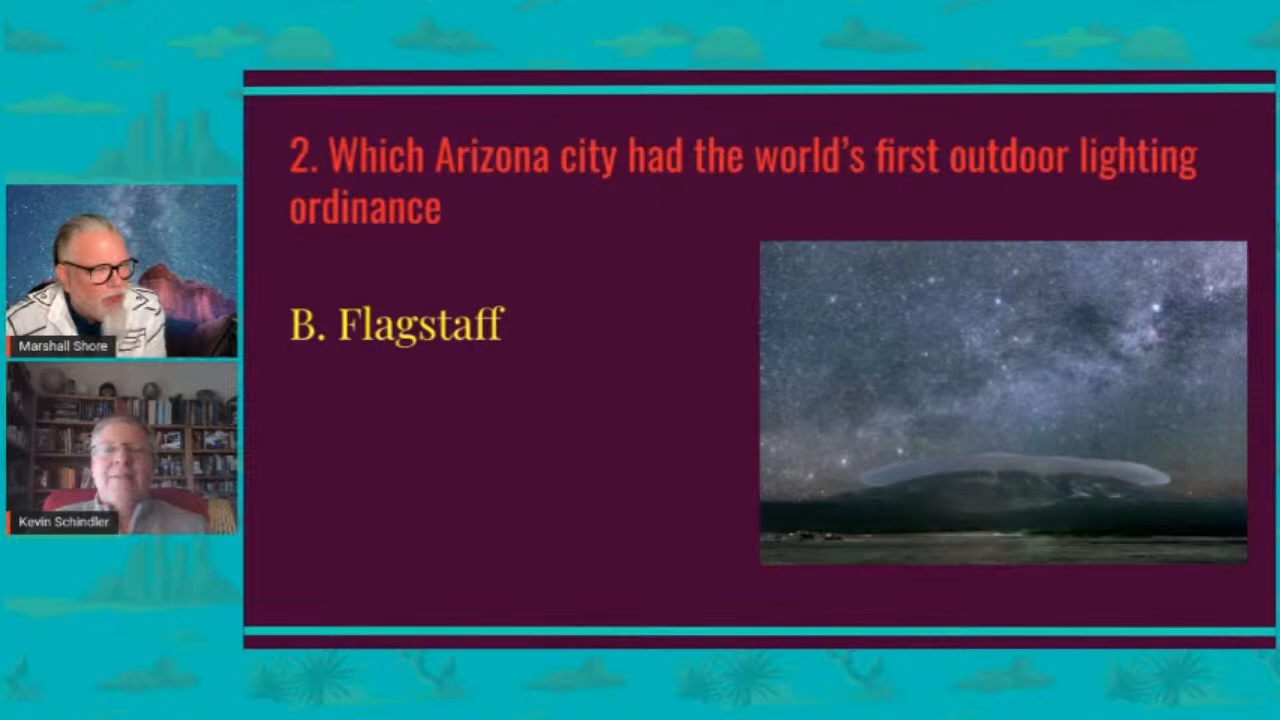 2. Which Arizona city had the world’s first outdoor lighting
ordinance
B. Flagstaff
Marshall Shore
Kevin Schindler